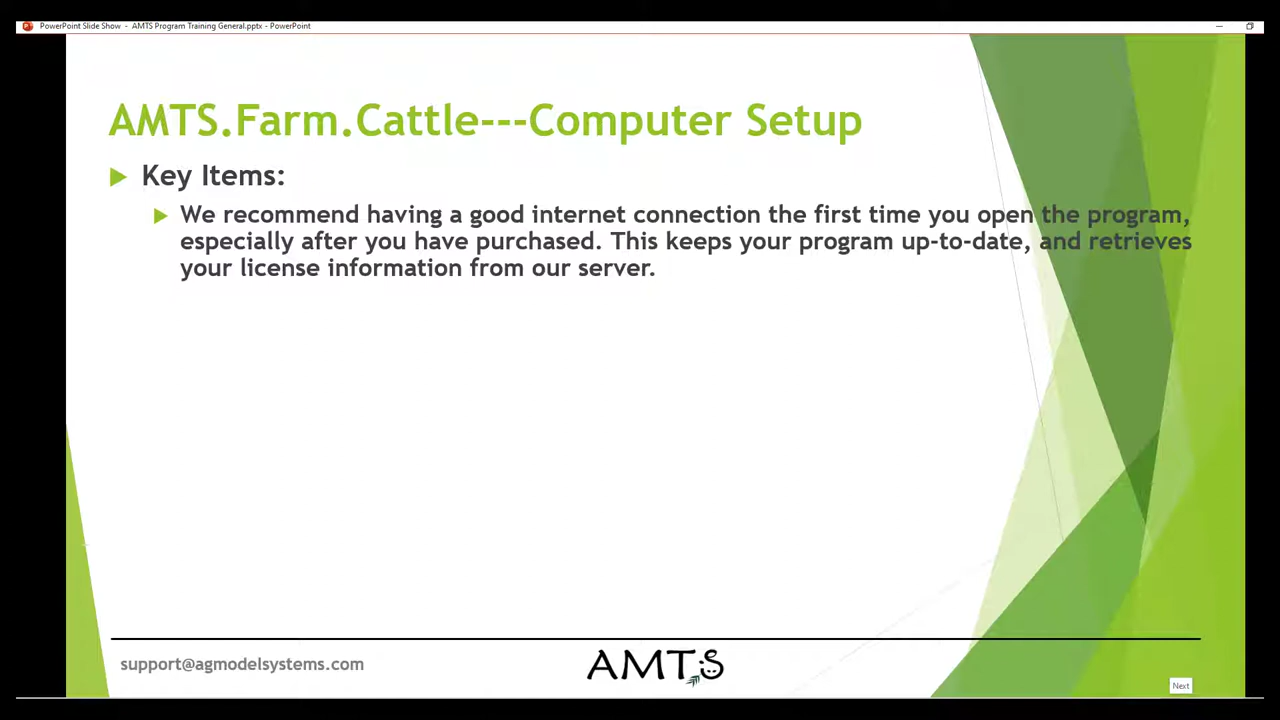 PowerPoint Slide Show - AMTS Program Training General.pptx - PowerPoint
AMTS.Farm.Cattle---Computer Setup
Key Items:
We recommend having a good internet connection the first time you open the program,
especially after you have purchased. This keeps your program up-to-date, and retrieves
your license information from our server.
support@agmodelsystems.com
AMTS
Next